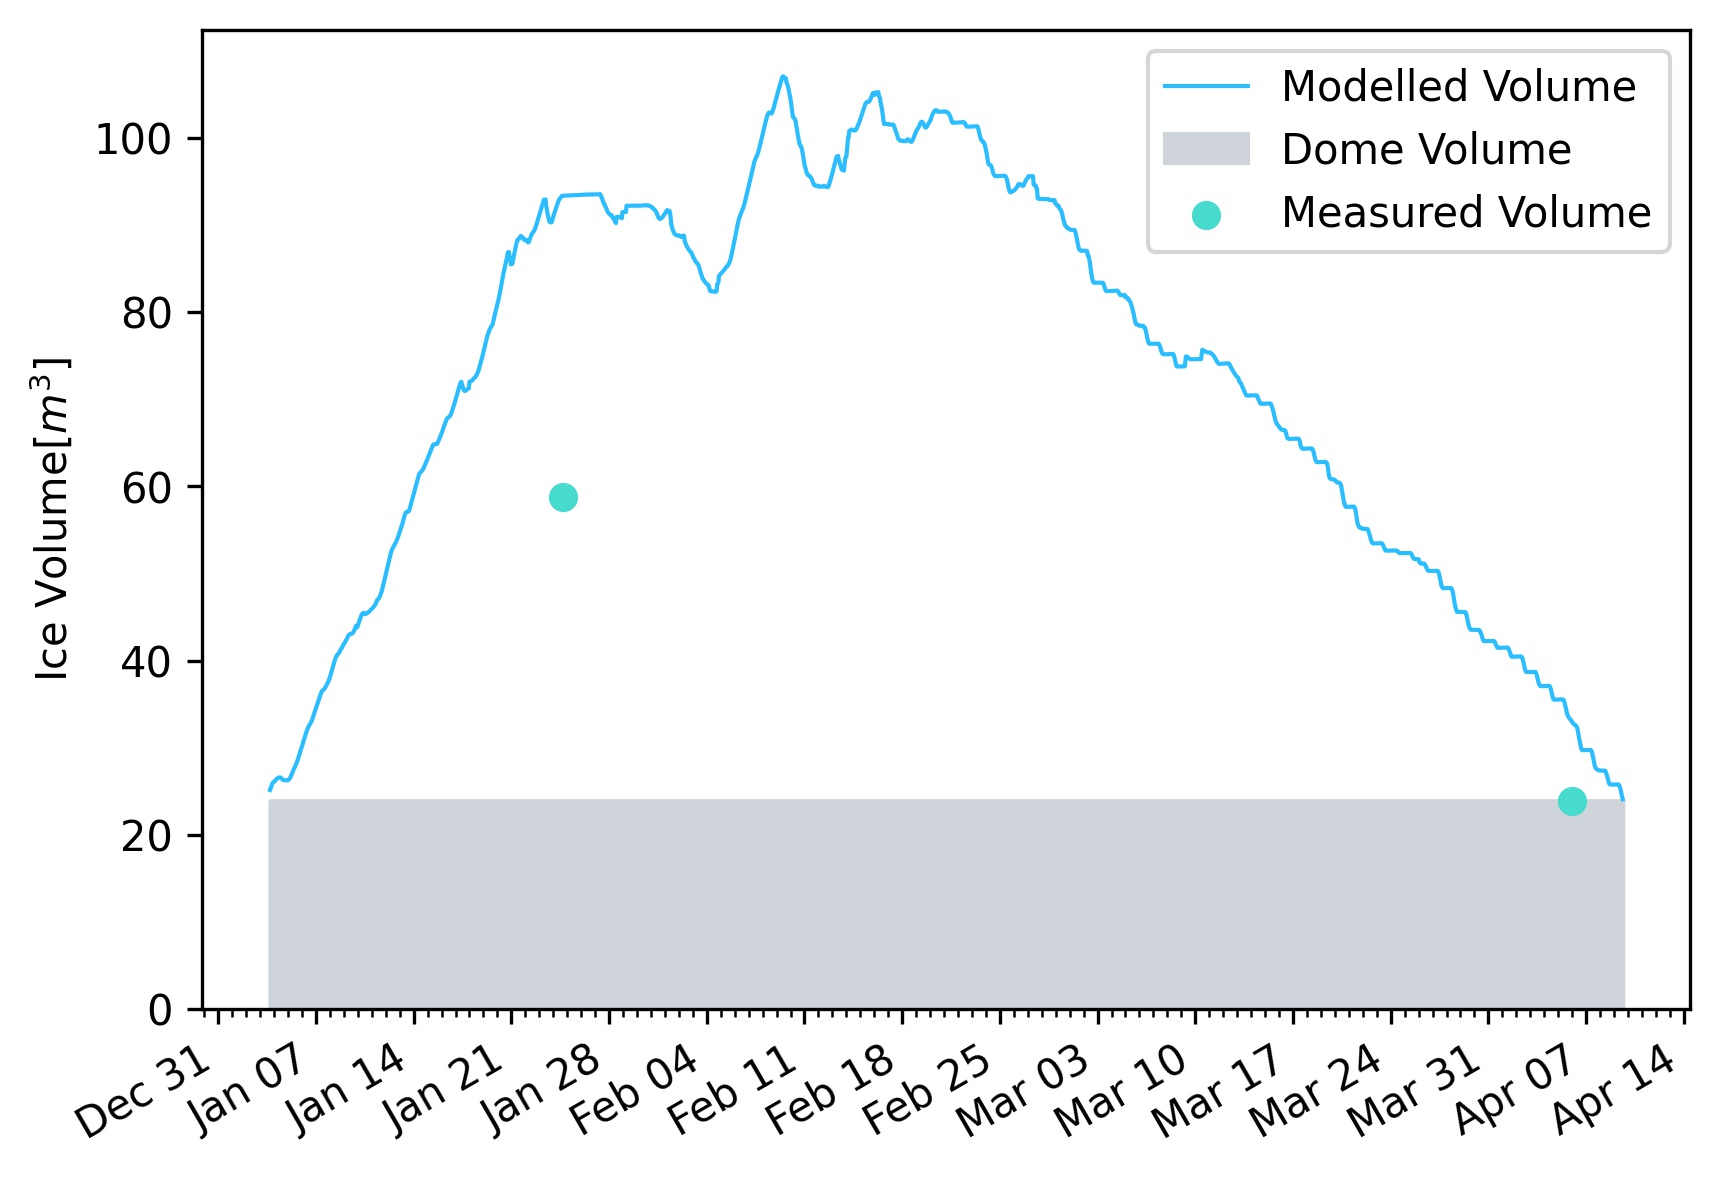 Modelled Volume
Dome Volume
Measured Volume
Ice Volume[m³]
100
80
60
40
20
0
Dec 31
Jan 07
Jan 14
Jan 21
Jan 28
Feb 04
Feb 11
Feb 18
Feb 25
Mar 03
Mar 10
Mar 17
Mar 24
Mar 31
Apr 07
Apr 14